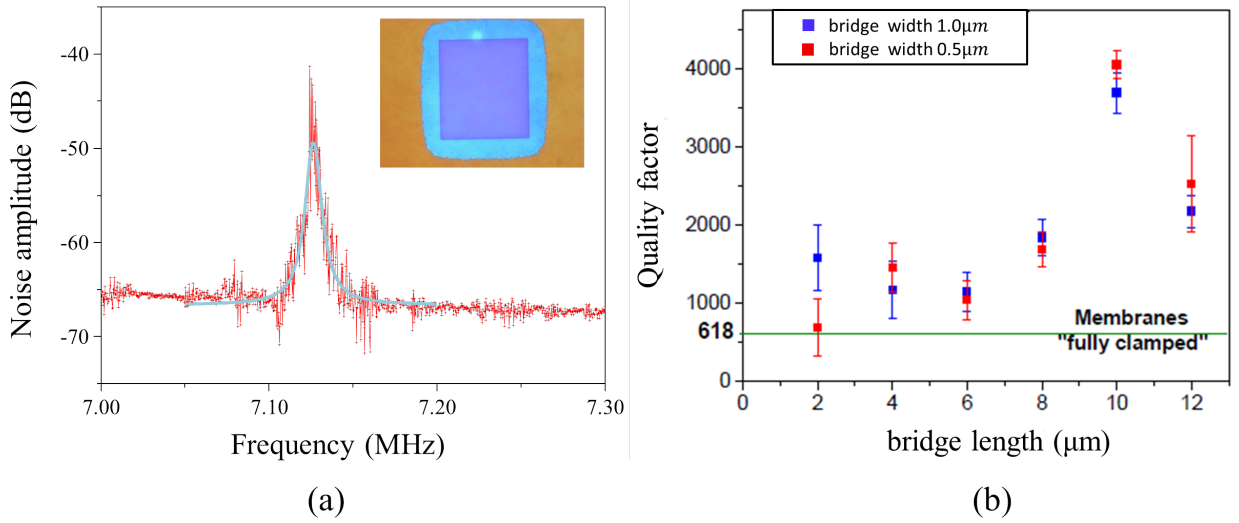 -40
-50
-60
-70
Noise amplitude (dB)
7.00
7.10
7.20
7.30
Frequency (MHz)
(a)
bridge width 1.0μm
bridge width 0.5μm
4000
3000
2000
1000
618
0
Quality factor
Membranes
"fully clamped"
0
2
4
6
8
10
12
bridge length (μm)
(b)